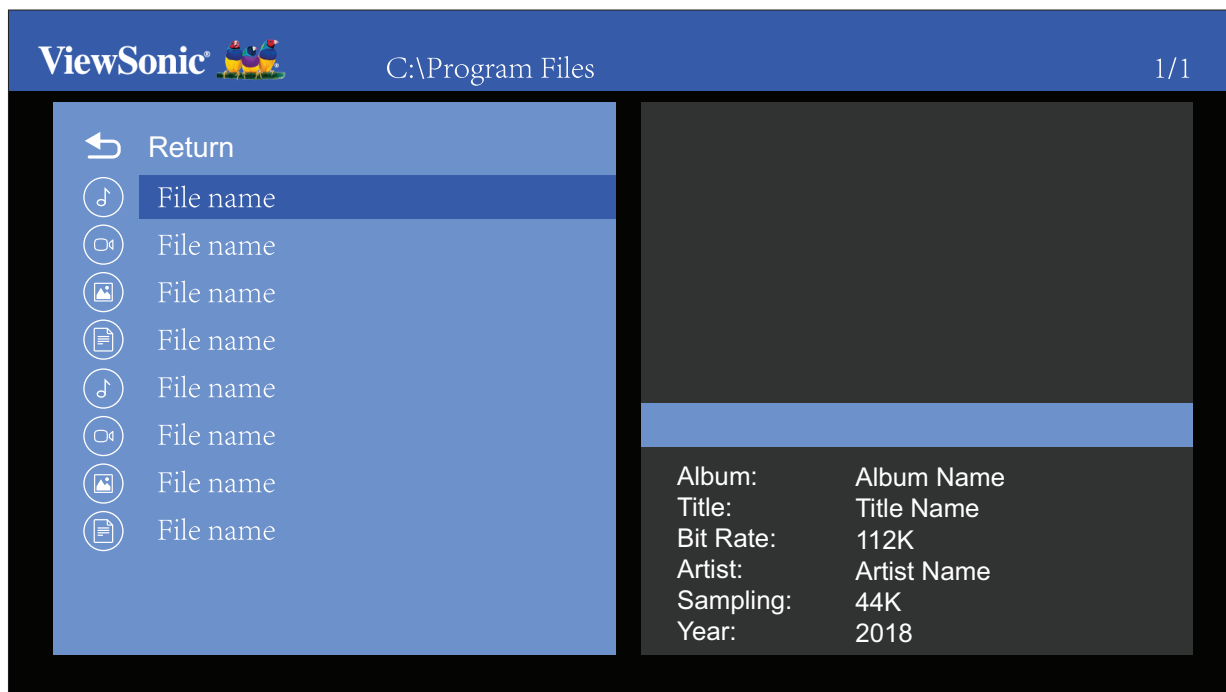 ViewSonic® C:\Program Files 1/1
Return
File name
File name
File name
File name
File name
File name
File name
File name
Album: Album Name
Title: Title Name
Bit Rate: 112K
Artist: Artist Name
Sampling: 44K
Year: 2018